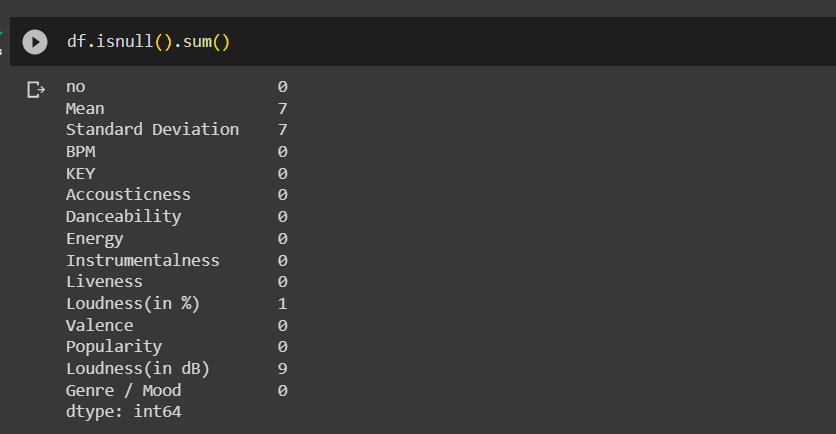 df.isnull().sum()
no 0
Mean 7
Standard Deviation 7
BPM 0
KEY 0
Accousticness 0
Danceability 0
Energy 0
Instrumentalness 0
Liveness 0
Loudness(in %) 1
Valence 0
Popularity 0
Loudness(in dB) 9
Genre / Mood 0
dtype: int64